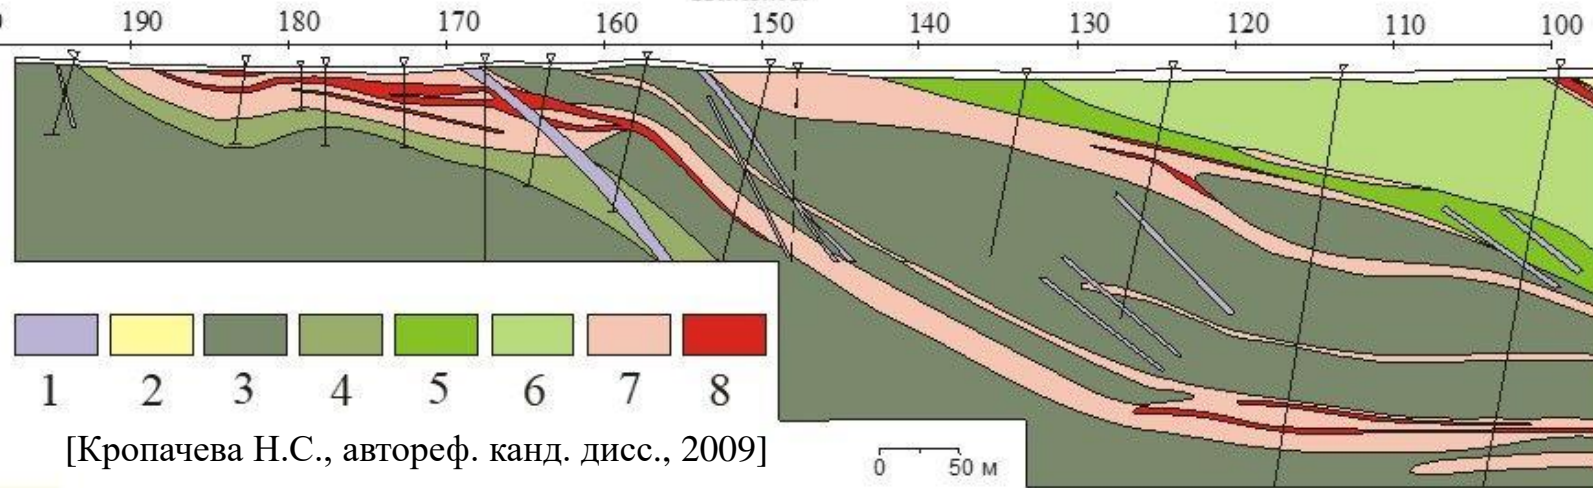 190 180 170 160 150 140 130 120 110 100
1 2 3 4 5 6 7 8
[Кропачева Н.С., автореф. канд. дисс., 2009]
0 50 м